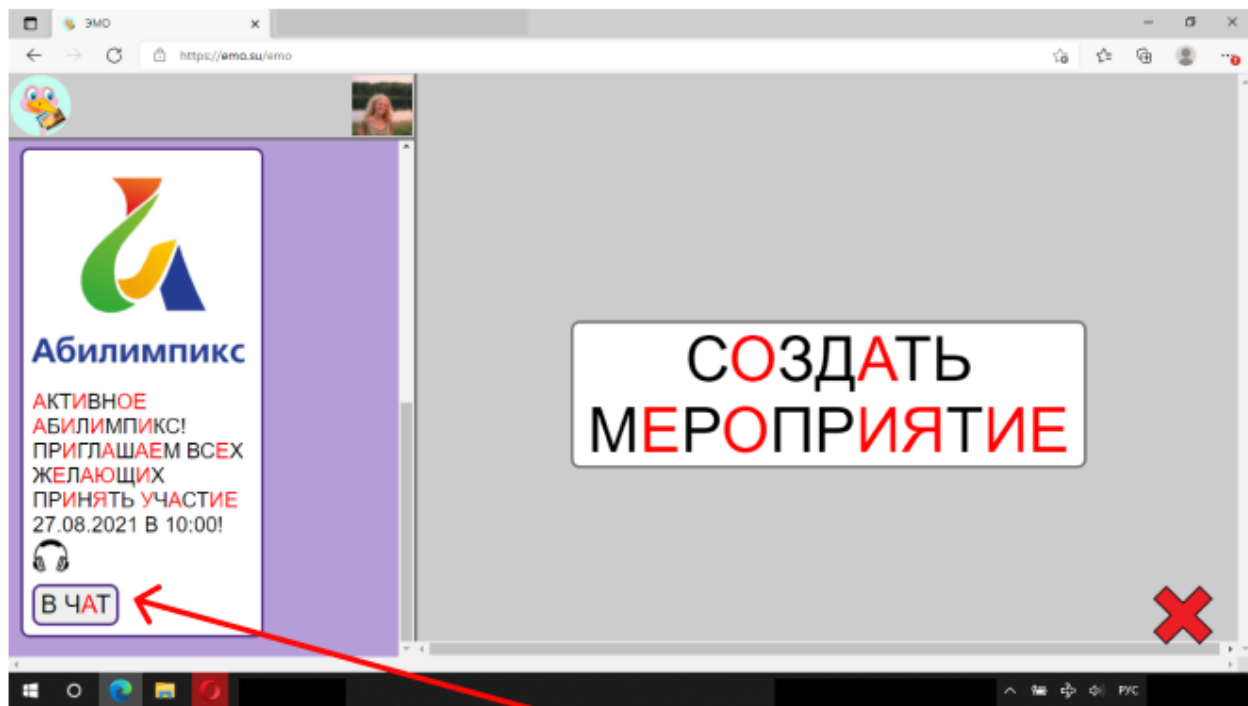 ЭМО
https://emo.su/emo
Абилимпикс
АКТИВНОЕ
АБИЛИМПИКС!
ПРИГЛАШАЕМ ВСЕХ
ЖЕЛАЮЩИХ
ПРИНЯТЬ УЧАСТИЕ
27.08.2021 В 10:00!
В ЧАТ
СОЗДАТЬ
МЕРОПРИЯТИЕ
РУС